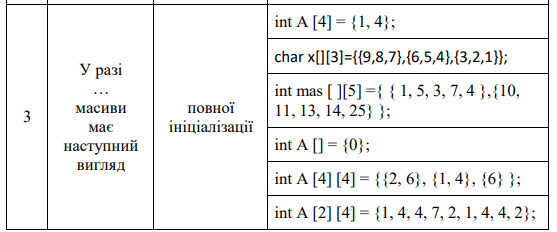 3
У разі
…
масиви
має
наступний
вигляд
повної
ініціалізації
int A [4] = {1, 4};
char x[][3]={{9,8,7},{6,5,4},{3,2,1}};
int mas [ ][5] ={ { 1, 5, 3, 7, 4 },{10,
11, 13, 14, 25} };
int A [] = {0};
int A [4] [4] = {{2, 6}, {1, 4}, {6} };
int A [2] [4] = {1, 4, 4, 7, 2, 1, 4, 4, 2};